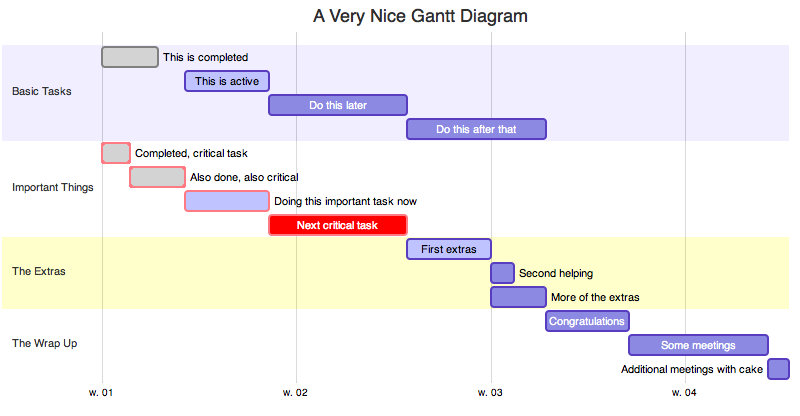 A Very Nice Gantt Diagram
This is completed
This is active
Basic Tasks
Do this later
Do this after that
Completed, critical task
Also done, also critical
Important Things
Doing this important task now
Next critical task
First extras
The Extras
Second helping
More of the extras
Congratulations
The Wrap Up
Some meetings
Additional meetings with cake
w. 01
w. 02
w. 03
w. 04